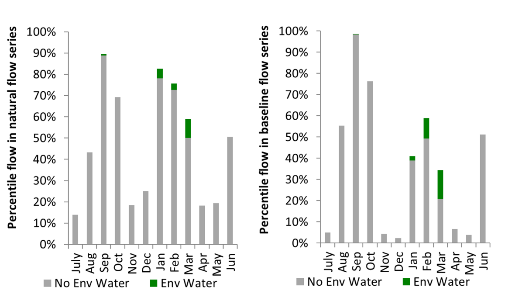 Percentile flow in natural flow series
100%
90%
80%
70%
60%
50%
40%
30%
20%
10%
0%
July
Aug
Sep
Oct
Nov
Dec
Jan
Feb
Mar
Apr
May
Jun
No Env Water
Env Water
Percentile flow in baseline flow series
100%
90%
80%
70%
60%
50%
40%
30%
20%
10%
0%
July
Aug
Sep
Oct
Nov
Dec
Jan
Feb
Mar
Apr
May
Jun
No Env Water
Env Water